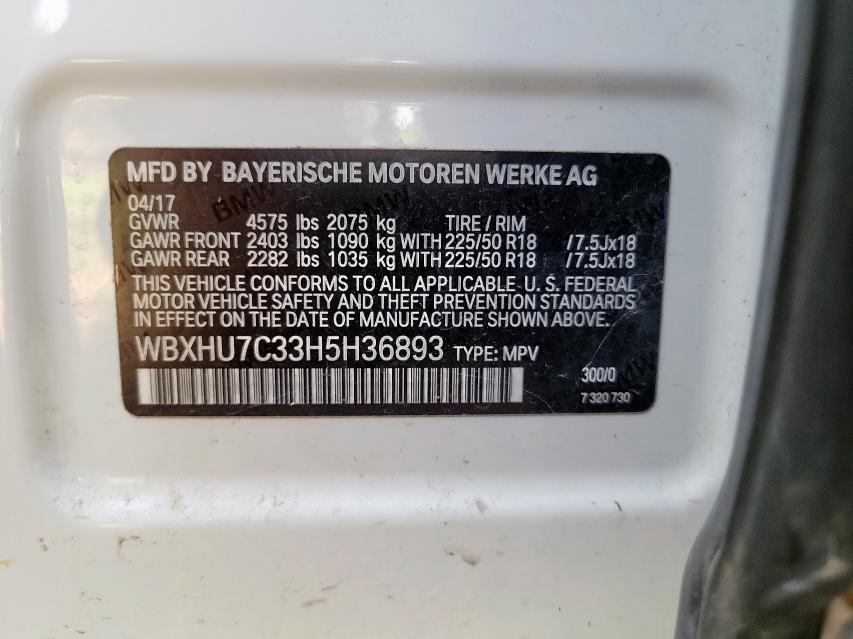 MFD BY BAYERISCHE MOTOREN WERKE AG
04/17
GVWR 4575 lbs 2075 kg TIRE / RIM
GAWR FRONT 2403 lbs 1090 kg WITH 225/50 R18 /7.5Jx18
GAWR REAR 2282 lbs 1035 kg WITH 225/50 R18 /7.5Jx18
THIS VEHICLE CONFORMS TO ALL APPLICABLE U. S. FEDERAL
MOTOR VEHICLE SAFETY AND THEFT PREVENTION STANDARDS
IN EFFECT ON THE DATE OF MANUFACTURE SHOWN ABOVE.
WBXHU7C33H5H36893 TYPE: MPV
300/0
7 320 730